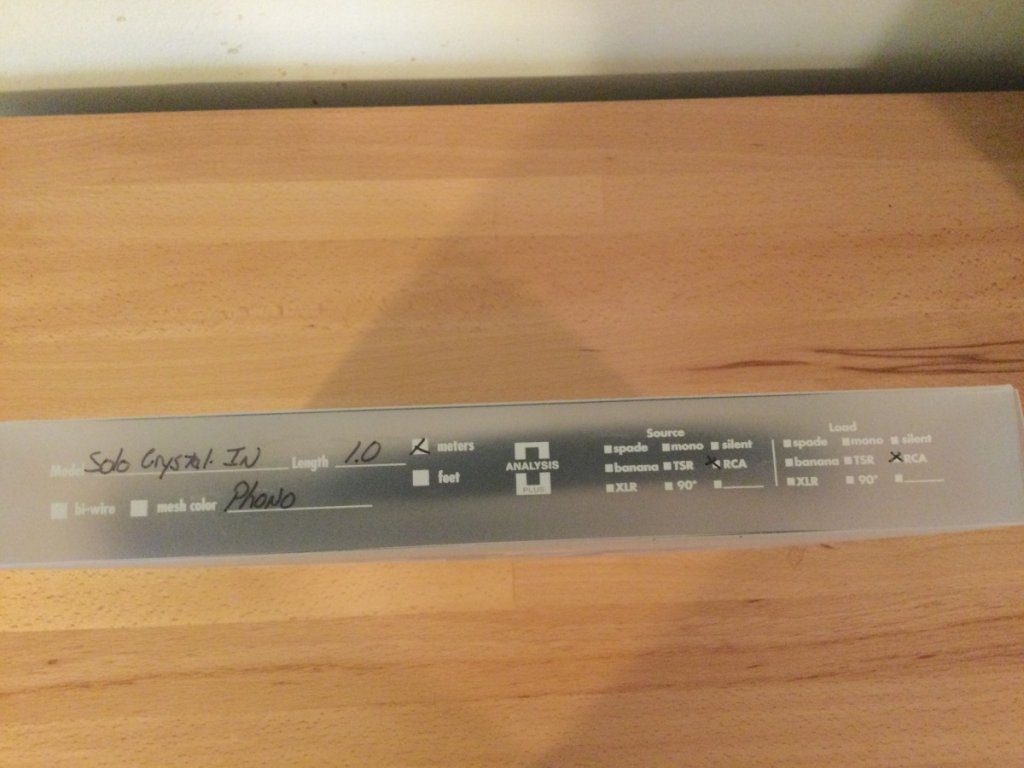 Model Solo Crystal-IN Length 1.0 meters
feet
bi-wire mesh color Phono
ANALYSIS
PLUS
Source
spade mono silent
banana TSR RCA
XLR 90°
Load
spade mono silent
banana TSR RCA
XLR 90°